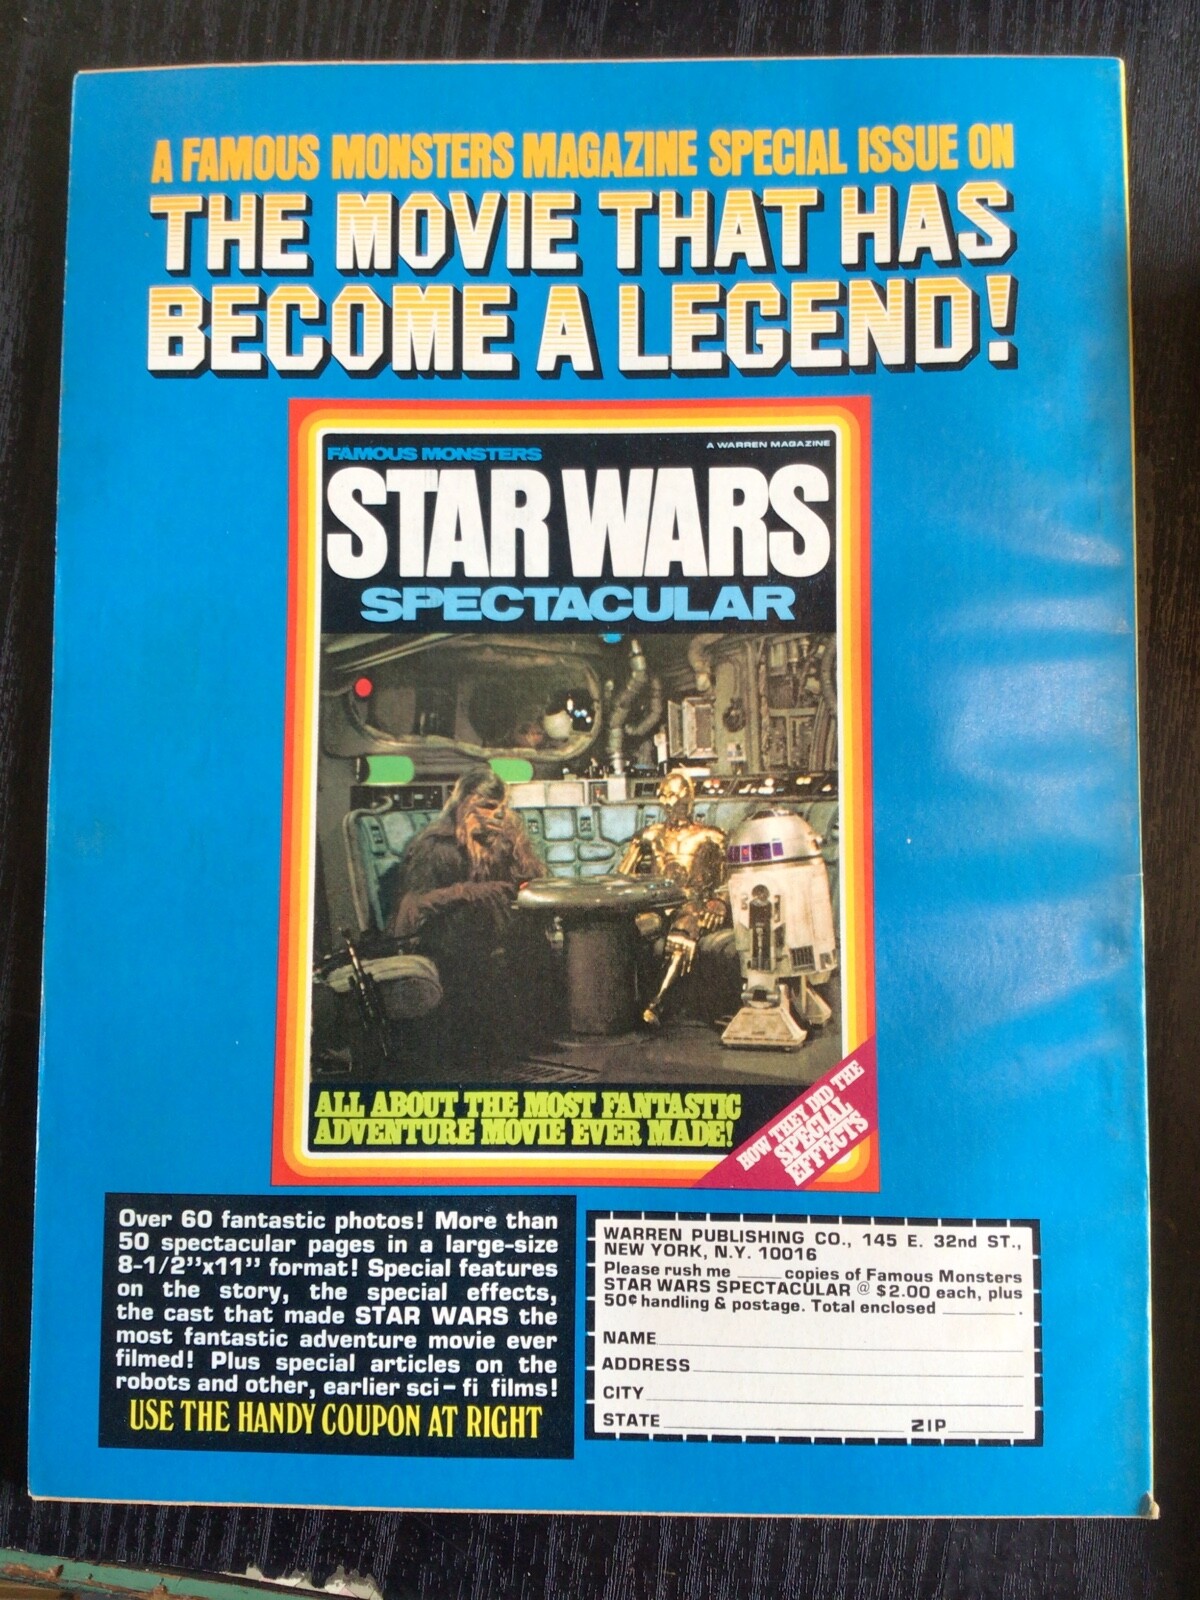 A FAMOUS MONSTERS MAGAZINE SPECIAL ISSUE ON
THE MOVIE THAT HAS
BECOME A LEGEND!
FAMOUS MONSTERS
A WARREN MAGAZINE
STAR WARS
SPECTACULAR
ALL ABOUT THE MOST FANTASTIC
ADVENTURE MOVIE EVER MADE!
HOW THEY DID THE
SPECIAL
EFFECTS
Over 60 fantastic photos! More than
50 spectacular pages in a large-size
8-1/2"x11" format! Special features
on the story, the special effects,
the cast that made STAR WARS the
most fantastic adventure movie ever
filmed! Plus special articles on the
robots and other, earlier sci-fi films!
USE THE HANDY COUPON AT RIGHT
WARREN PUBLISHING CO., 145 E. 32nd ST.,
NEW YORK, N.Y. 10016
Please rush me _____ copies of Famous Monsters
STAR WARS SPECTACULAR @ $2.00 each, plus
50¢ handling & postage. Total enclosed ________.
NAME
ADDRESS
CITY
STATE ZIP